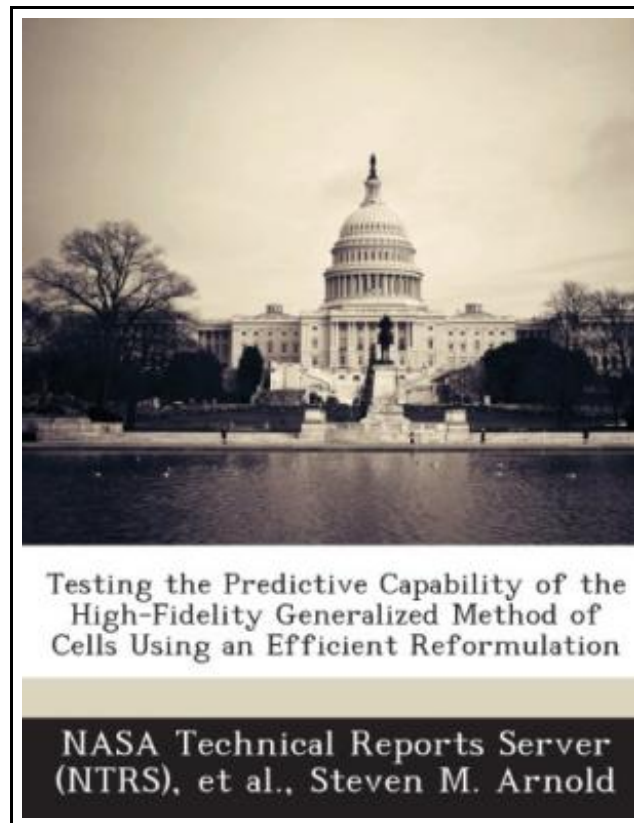 Testing the Predictive Capability of the
High-Fidelity Generalized Method of
Cells Using an Efficient Reformulation
NASA Technical Reports Server
(NTRS), et al., Steven M. Arnold